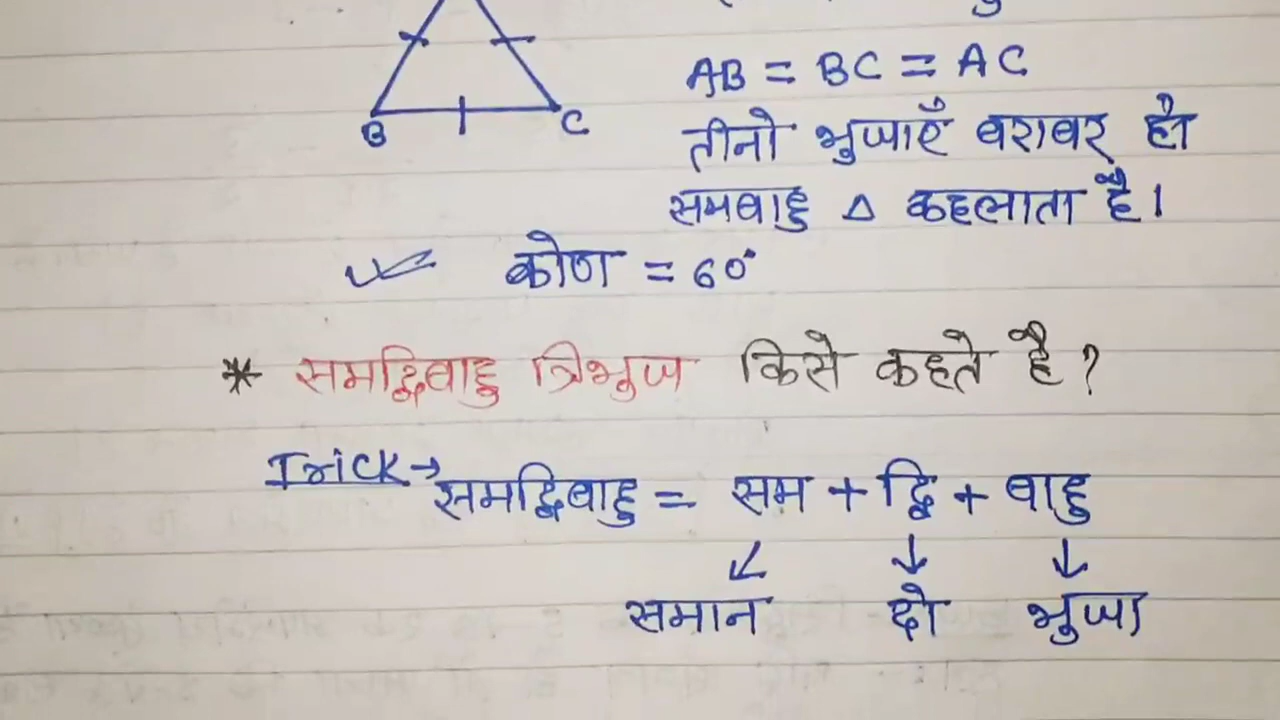 AB = BC = AC
B C
तीनो भुजाएँ बराबर हो
समबाहु Δ कहलाता है।
कोण = 60°
* समद्विबाहु त्रिभुज किसे कहते है?
Trick → समद्विबाहु = सम + द्वि + बाहु
↙ ↓ ↓
समान दो भुजा